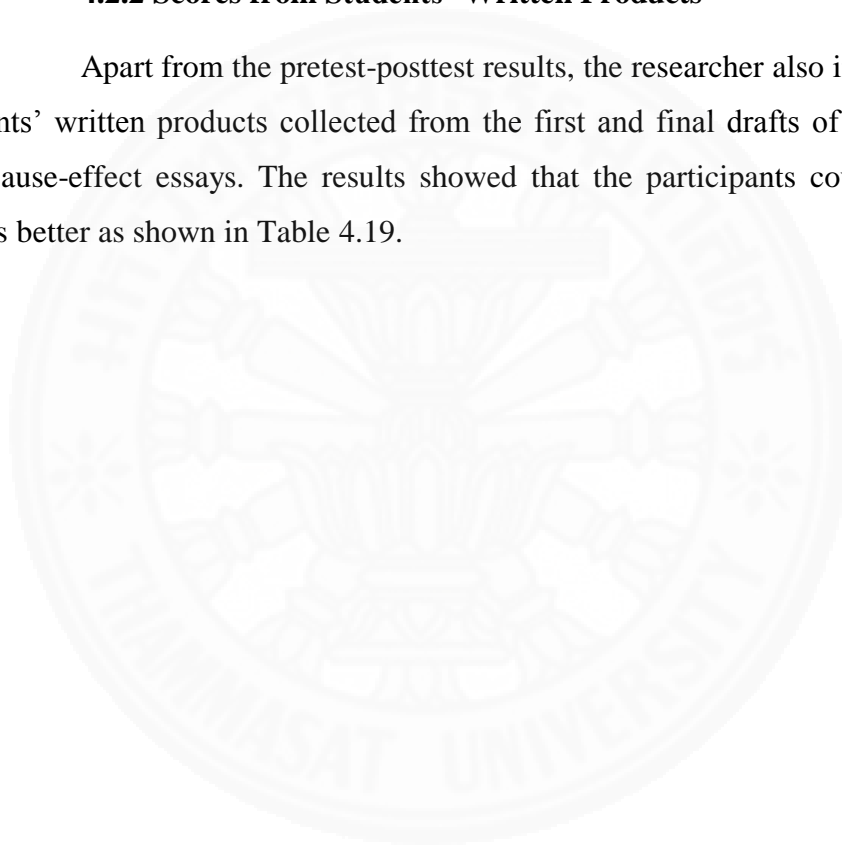 4.2.2 Scores from Students' Written Products
Apart from the pretest-posttest results, the researcher also i
nts' written products collected from the first and final drafts of
ause-effect essays. The results showed that the participants co
s better as shown in Table 4.19.
THAMMASAT UNIVERSITY